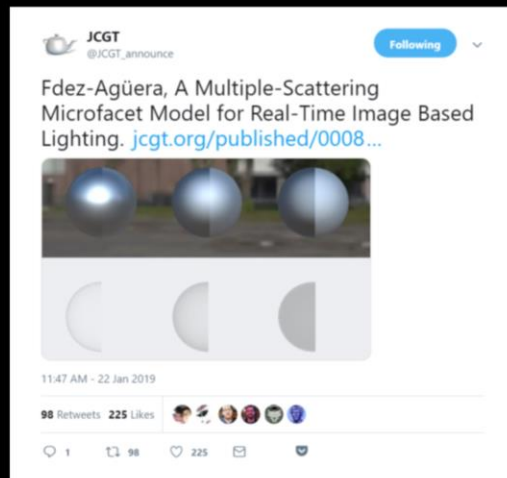 JCGT
@JCGT_announce
Following
Fdez-Agüera, A Multiple-Scattering
Microfacet Model for Real-Time Image Based
Lighting. jcgt.org/published/0008...
11:47 AM - 22 Jan 2019
98 Retweets 225 Likes
1 98 225